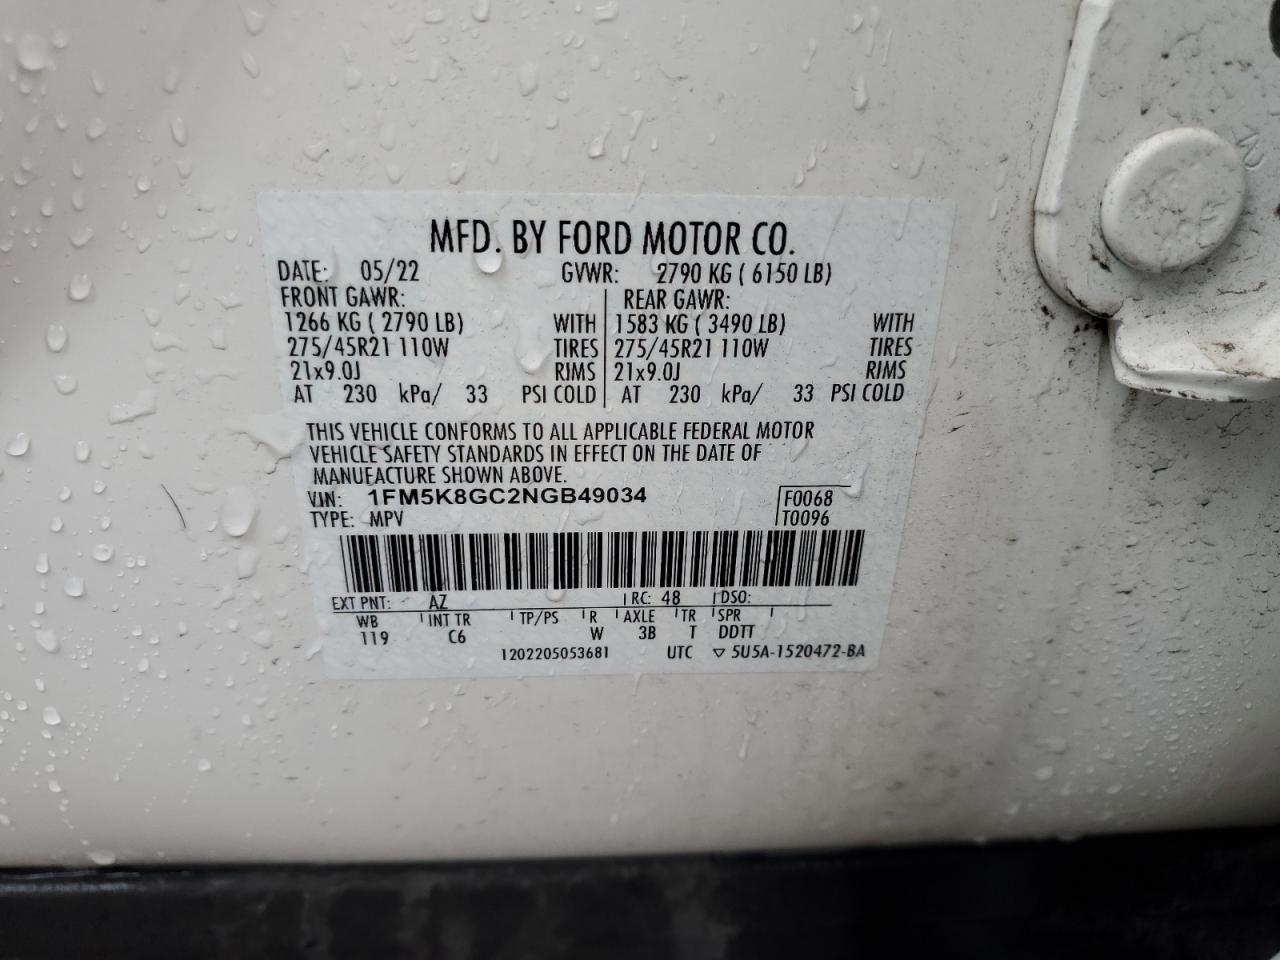 MFD. BY FORD MOTOR CO.
DATE: 05/22 GVWR: 2790 KG ( 6150 LB)
FRONT GAWR: REAR GAWR:
1266 KG ( 2790 LB) WITH 1583 KG ( 3490 LB) WITH
275/45R21 110W TIRES 275/45R21 110W TIRES
21x9.0J RIMS 21x9.0J RIMS
AT 230 kPa/ 33 PSI COLD AT 230 kPa/ 33 PSI COLD
THIS VEHICLE CONFORMS TO ALL APPLICABLE FEDERAL MOTOR
VEHICLE SAFETY STANDARDS IN EFFECT ON THE DATE OF
MANUFACTURE SHOWN ABOVE.
VIN: 1FM5K8GC2NGB49034 F0068
TYPE: MPV T0096
EXT PNT: AZ RC: 48 DSO:
WB INT TR TP/PS R AXLE TR SPR
119 C6 W 3B T DDTT
1202205053681 UTC ▽ 5U5A-1520472-BA